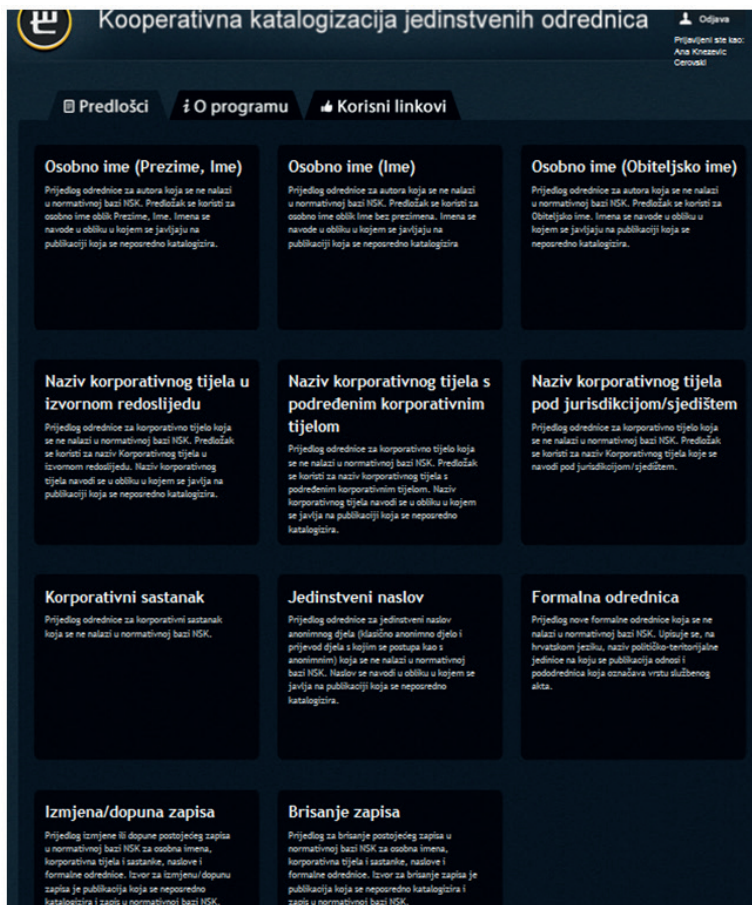 Kooperativna katalogizacija jedinstvenih odrednica
Odjava
Prijavljeni ste kao:
Ana Knezevic
Cerovski
Predlošci
O programu
Korisni linkovi
Osobno ime (Prezime, Ime)
Prijedlog odrednice za autora koja se ne nalazi
u normativnoj bazi NSK. Predložak se koristi za
osobno ime oblik Prezime, Ime. Imena se
navode u obliku u kojem se javljaju na
publikaciji koja se neposredno katalogizira.
Osobno ime (Ime)
Prijedlog odrednice za autora koja se ne nalazi
u normativnoj bazi NSK. Predložak se koristi za
osobno ime oblik Ime bez prezimena. Imena se
navode u obliku u kojem se javljaju na
publikaciji koja se neposredno katalogizira
Osobno ime (Obiteljsko ime)
Prijedlog odrednice za autora koja se ne nalazi
u normativnoj bazi NSK. Predložak se koristi za
Obiteljsko ime. Imena se navode u obliku u
kojem se javljaju na publikaciji koja se
neposredno katalogizira.
Naziv korporativnog tijela u
izvornom redoslijedu
Prijedlog odrednice za korporativno tijelo koja
se ne nalazi u normativnoj bazi NSK. Predložak
se koristi za naziv Korporativnog tijela u
izvornom redoslijedu. Naziv korporativnog
tijela navodi se u obliku u kojem se javlja na
publikaciji koja se neposredno katalogizira.
Naziv korporativnog tijela s
podređenim korporativnim
tijelom
Prijedlog odrednice za korporativno tijelo koja
se ne nalazi u normativnoj bazi NSK. Predložak
se koristi za naziv korporativnog tijela s
podređenim korporativnim tijelom. Naziv
korporativnog tijela navodi se u obliku u kojem
se javlja na publikaciji koja se neposredno
katalogizira.
Naziv korporativnog tijela
pod jurisdikcijom/sjedištem
Prijedlog odrednice za korporativno tijelo koja
se ne nalazi u normativnoj bazi NSK. Predložak
se koristi za naziv Korporativnog tijela koje se
navodi pod jurisdikcijom/sjedištem.
Korporativni sastanak
Prijedlog odrednice za korporativni sastanak
koja se ne nalazi u normativnoj bazi NSK.
Jedinstveni naslov
Prijedlog odrednice za jedinstveni naslov
anonimnog djela (klasično anonimno djelo i
prijevod djela s kojim se postupa kao s
anonimnim) koja se ne nalazi u normativnoj
bazi NSK. Naslov se navodi u obliku u kojem se
javlja na publikaciji koja se neposredno
katalogizira.
Formalna odrednica
Prijedlog nove formalne odrednice koja se ne
nalazi u normativnoj bazi NSK. Upisuje se, na
hrvatskom jeziku, naziv političko-teritorijalne
jedinice na koju se publikacija odnosi i
pododrednica koja označava vrstu službenog
akta.
Izmjena/dopuna zapisa
Prijedlog izmjene ili dopune postojećeg zapisa
u normativnoj bazi NSK za osobna imena,
korporativna tijela i sastanke, naslove i
formalne odrednice. Izvor za izmjenu/dopunu
zapisa je publikacija koja se neposredno
katalogizira i zapis u normativnoj bazi NSK.
Brisanje zapisa
Prijedlog za brisanje postojećeg zapisa u
normativnoj bazi NSK za osobna imena,
korporativna tijela i sastanke, naslove i
formalne odrednice. Izvor za brisanje zapisa je
publikacija koja se neposredno katalogizira i
zapis u normativnoj bazi NSK.